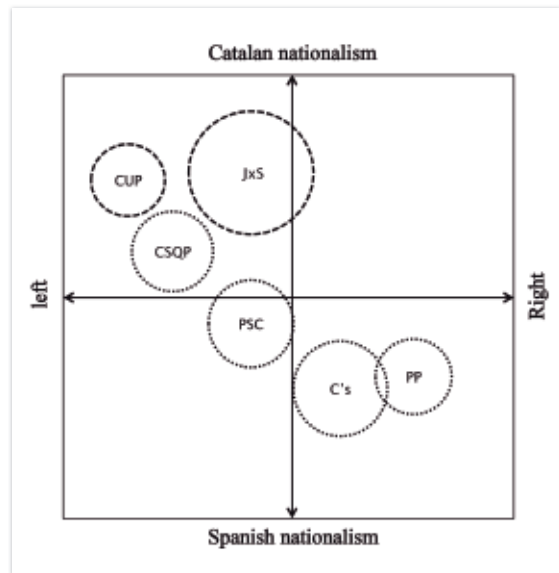 Catalan nationalism
JxS
CUP
CSQP
left
Right
PSC
C's
PP
Spanish nationalism